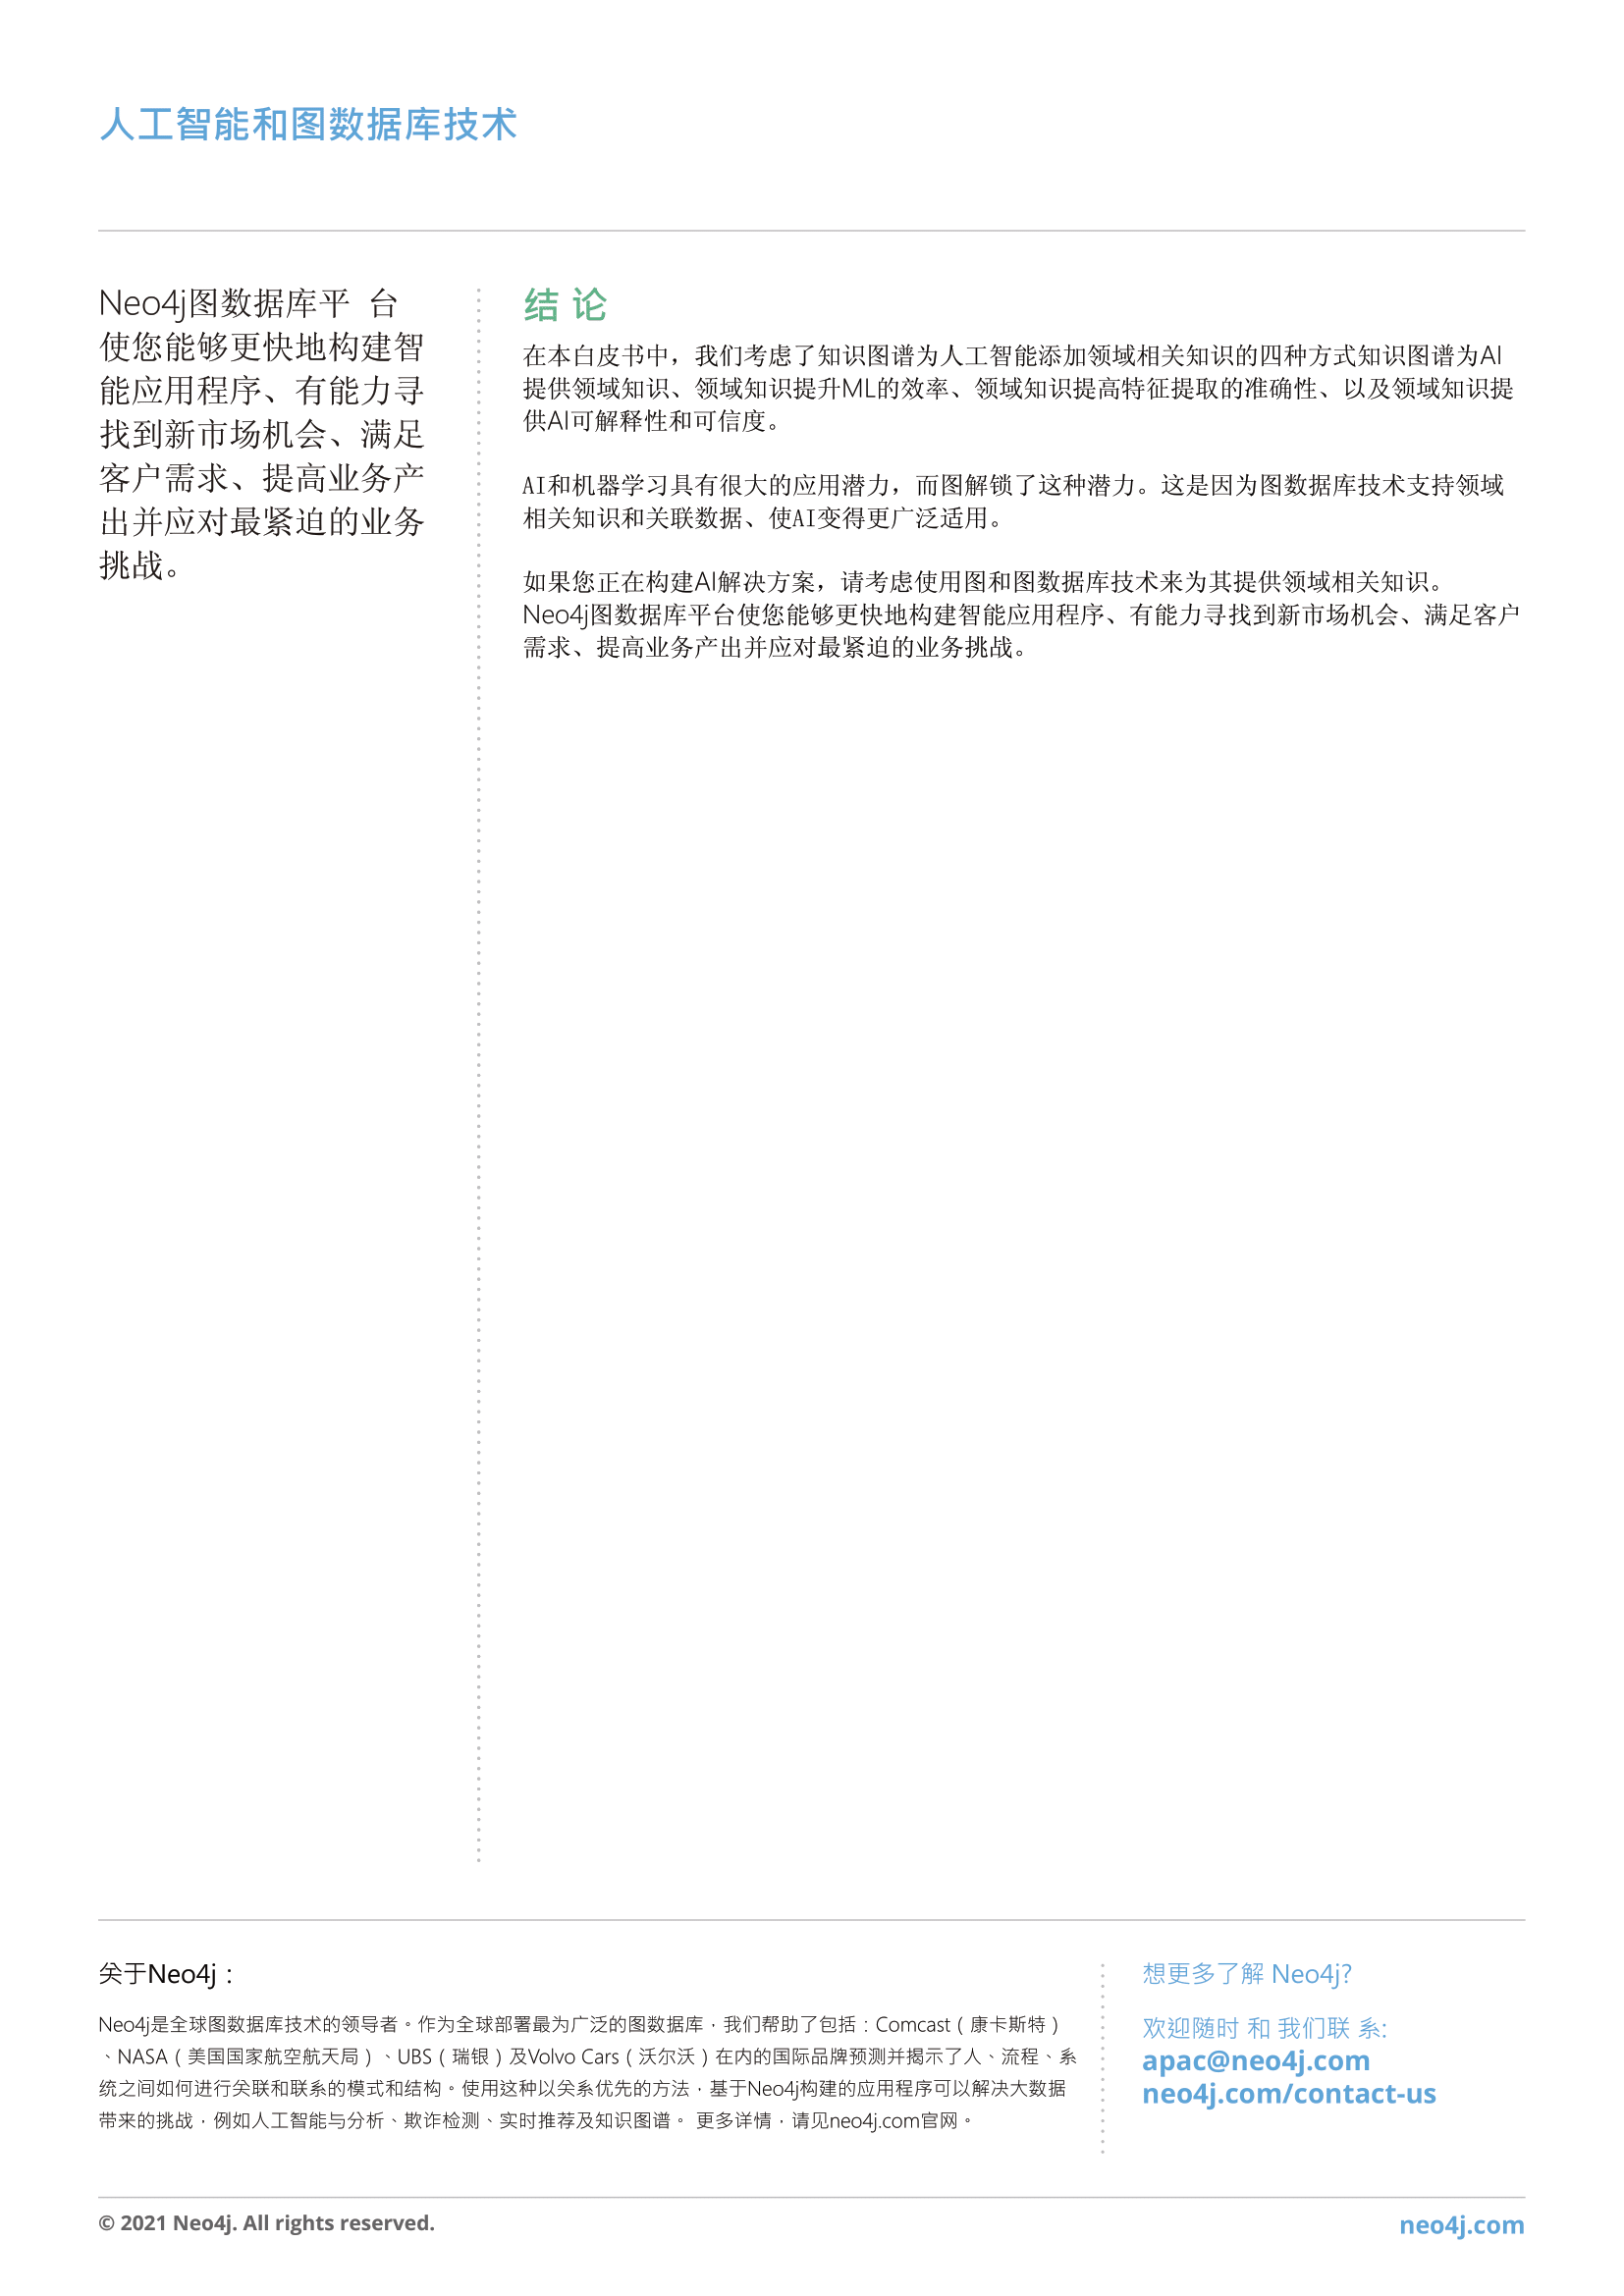 人工智能和图数据库技术
Neo4j图数据库平 台
使您能够更快地构建智
能应用程序、有能力寻
找到新市场机会、满足
客户需求、提高业务产
出并应对最紧迫的业务
挑战。
结 论
在本白皮书中，我们考虑了知识图谱为人工智能添加领域相关知识的四种方式知识图谱为AI
提供领域知识、领域知识提升ML的效率、领域知识提高特征提取的准确性、以及领域知识提
供AI可解释性和可信度。
AI和机器学习具有很大的应用潜力，而图解锁了这种潜力。这是因为图数据库技术支持领域
相关知识和关联数据、使AI变得更广泛适用。
如果您正在构建AI解决方案，请考虑使用图和图数据库技术来为其提供领域相关知识。
Neo4j图数据库平台使您能够更快地构建智能应用程序、有能力寻找到新市场机会、满足客户
需求、提高业务产出并应对最紧迫的业务挑战。
关于Neo4j：
Neo4j是全球图数据库技术的领导者。作为全球部署最为广泛的图数据库，我们帮助了包括：Comcast（康卡斯特）
、NASA（美国国家航空航天局）、UBS（瑞银）及Volvo Cars（沃尔沃）在内的国际品牌预测并揭示了人、流程、系
统之间如何进行关联和联系的模式和结构。使用这种以关系优先的方法，基于Neo4j构建的应用程序可以解决大数据
带来的挑战，例如人工智能与分析、欺诈检测、实时推荐及知识图谱。 更多详情，请见neo4j.com官网。
想更多了解 Neo4j?
欢迎随时 和 我们联 系:
apac@neo4j.com
neo4j.com/contact-us
© 2021 Neo4j. All rights reserved.
neo4j.com